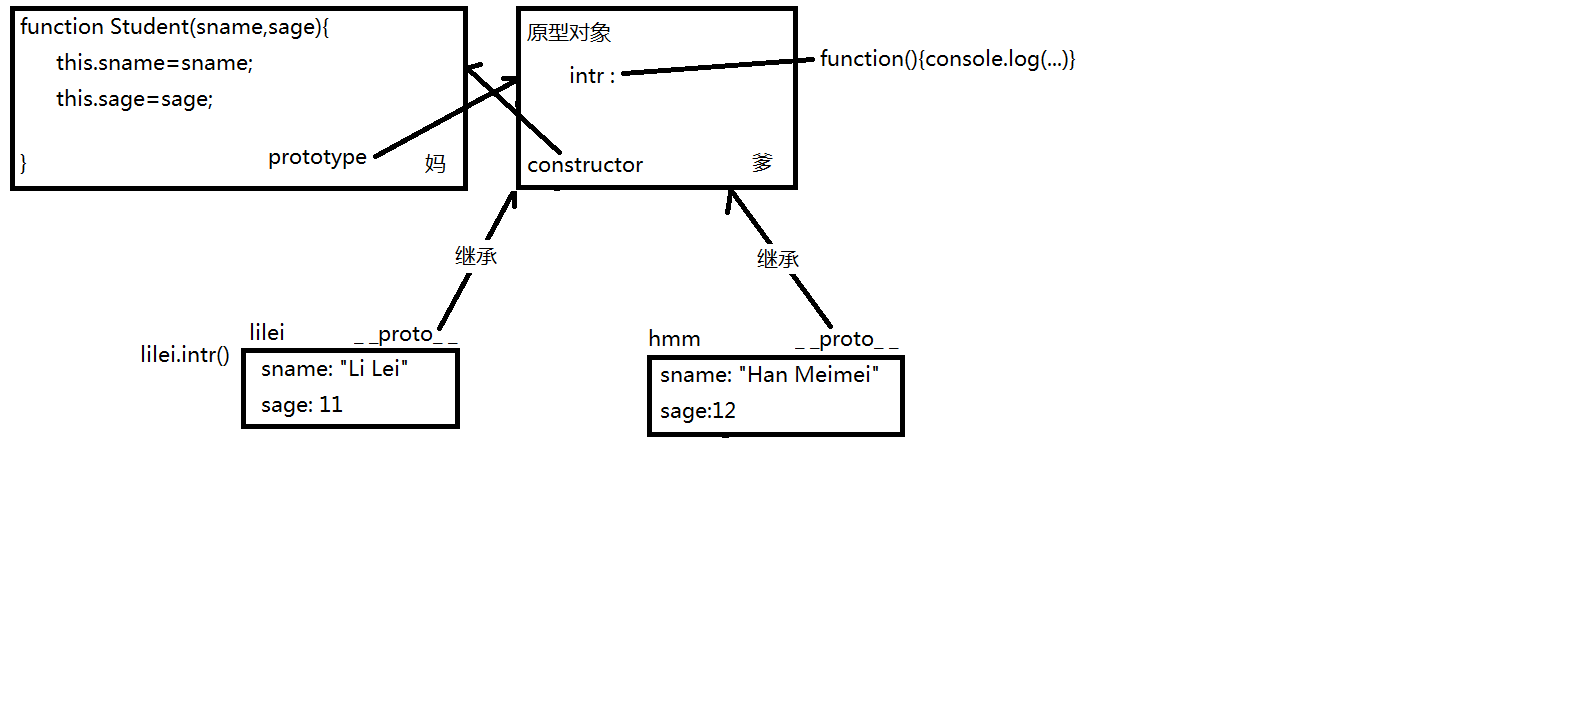 function Student(sname,sage){
this.sname=sname;
this.sage=sage;
}
prototype
妈
原型对象
intr :
function(){console.log(...)}
constructor
爹
继承
继承
lilei
_ _proto_ _
lilei.intr()
sname: "Li Lei"
sage: 11
hmm
_ _proto_ _
sname: "Han Meimei"
sage:12